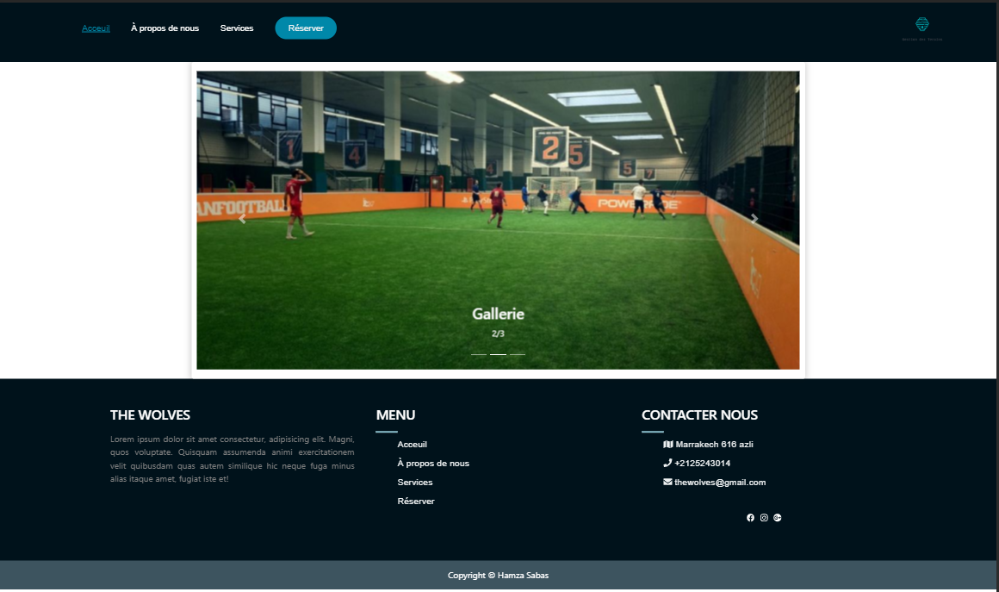 Acceuil À propos de nous Services Réserver
1 4 2 5 5 7
ANFOOTBALL POWERADE
Gallerie
2/3
THE WOLVES
Lorem ipsum dolor sit amet consectetur, adipisicing elit. Magni,
quos voluptate. Quisquam assumenda animi exercitationem
velit quibusdam quas autem similique hic neque fuga minus
alias itaque amet, fugiat iste et!
MENU
Acceuil
À propos de nous
Services
Réserver
CONTACTER NOUS
Marrakech 616 azli
+2125243014
thewolves@gmail.com
Copyright © Hamza Sabas